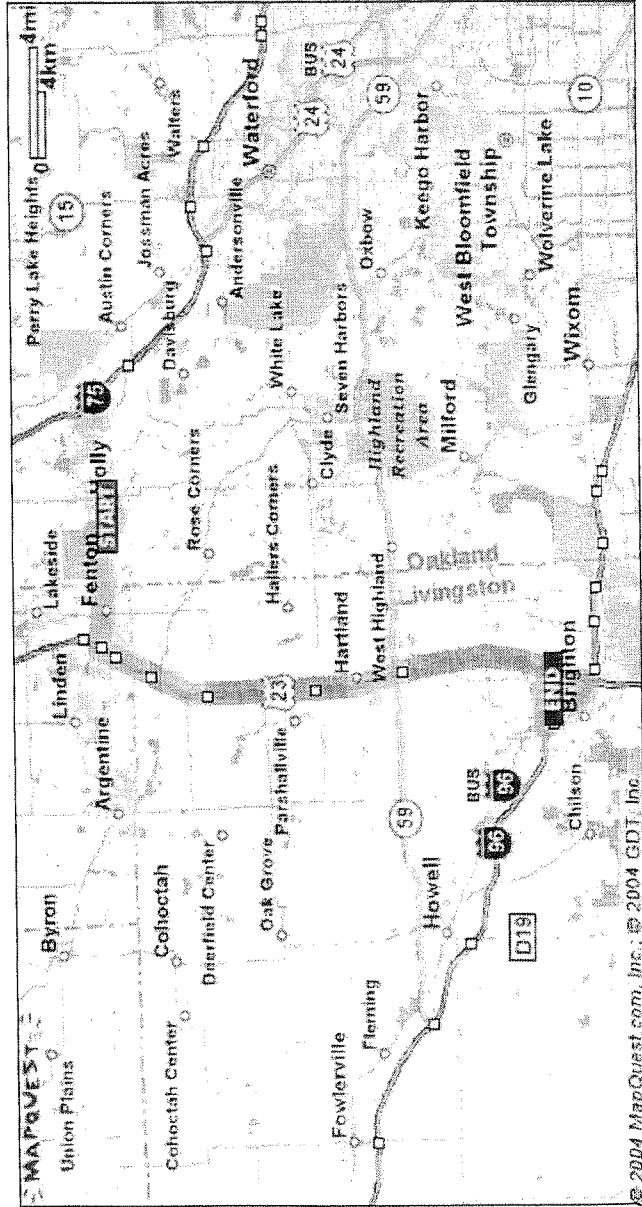 MAPQUEST
Union Plains
Byron
Linden
Lakeside
Fenton
Holly
START
75
Perry Lake Heights
15
0
4mi
4km
Argentine
Austin Corners
Jossman Acres
Walters
Cohoctah Center
Cohoctah
Davisburg
Deerfield Center
Rose Corners
Andersonville
Waterford
Oak Grove
Parshallville
23
Hallers Corners
White Lake
BUS
24
24
Hartland
Clyde
Seven Harbors
59
Fowlerville
Fleming
59
West Highland
Highland
Recreation
Area
Oxbow
Keego Harbor
Howell
Oakland
Livingston
Milford
West Bloomfield
Township
BUS
96
96
D19
END
Brighton
Glengary
Wolverine Lake
10
Chilson
Wixom
© 2004 MapQuest.com, Inc.; © 2004 GDT, Inc.